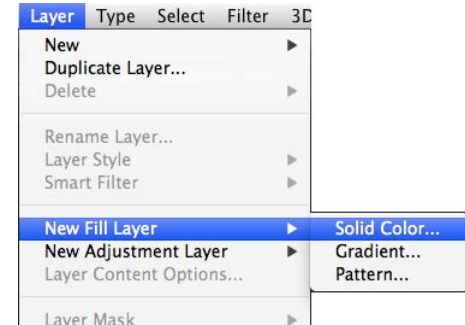 Layer Type Select Filter 3D
New
Duplicate Layer...
Delete
Rename Layer...
Layer Style
Smart Filter
New Fill Layer
Solid Color...
New Adjustment Layer
Gradient...
Layer Content Options...
Pattern...
Layer Mask